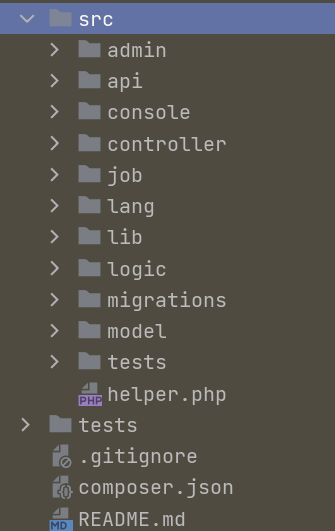 src
admin
api
console
controller
job
lang
lib
logic
migrations
model
tests
PHP helper.php
tests
.gitignore
composer.json
MD README.md